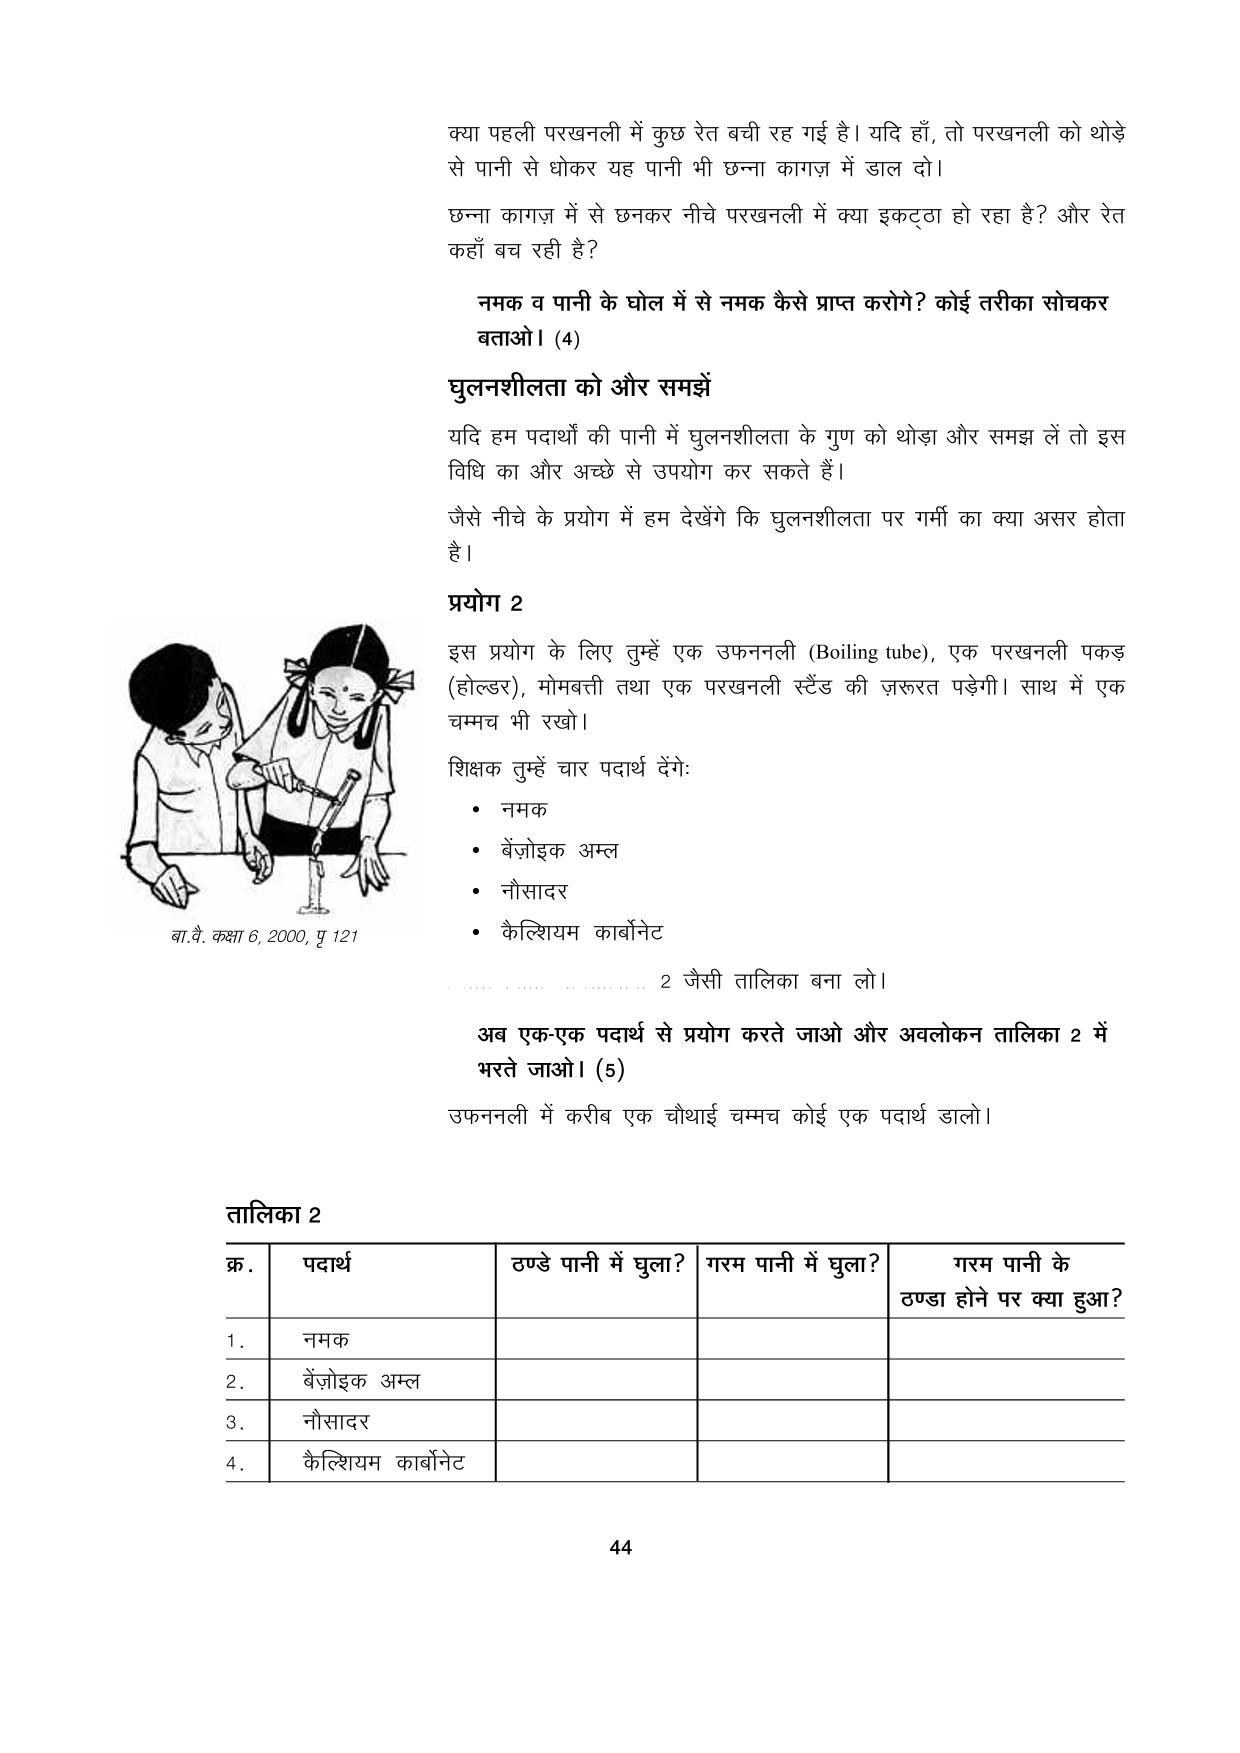 क्या पहली परखनली में कुछ रेत बची रह गई है। यदि हाँ, तो परखनली को थोड़े
से पानी से धोकर यह पानी भी छन्ना कागज़ में डाल दो।
छन्ना कागज़ में से छनकर नीचे परखनली में क्या इकट्ठा हो रहा है? और रेत
कहाँ बच रही है?
नमक व पानी के घोल में से नमक कैसे प्राप्त करोगे? कोई तरीका सोचकर
बताओ। (4)
घुलनशीलता को और समझें
यदि हम पदार्थों की पानी में घुलनशीलता के गुण को थोड़ा और समझ लें तो इस
विधि का और अच्छे से उपयोग कर सकते हैं।
जैसे नीचे के प्रयोग में हम देखेंगे कि घुलनशीलता पर गर्मी का क्या असर होता
है।
प्रयोग 2
इस प्रयोग के लिए तुम्हें एक उफननली (Boiling tube), एक परखनली पकड़
(होल्डर), मोमबत्ती तथा एक परखनली स्टैंड की ज़रूरत पड़ेगी। साथ में एक
चम्मच भी रखो।
शिक्षक तुम्हें चार पदार्थ देंगेः
• नमक
• बेंज़ोइक अम्ल
• नौसादर
• कैल्शियम कार्बोनेट
बा.वै. कक्षा 6, 2000, पृ 121
2 जैसी तालिका बना लो।
अब एक-एक पदार्थ से प्रयोग करते जाओ और अवलोकन तालिका 2 में
भरते जाओ। (5)
उफननली में करीब एक चौथाई चम्मच कोई एक पदार्थ डालो।
तालिका 2
क्र. पदार्थ ठण्डे पानी में घुला? गरम पानी में घुला? गरम पानी के
ठण्डा होने पर क्या हुआ?
1. नमक
2. बेंज़ोइक अम्ल
3. नौसादर
4. कैल्शियम कार्बोनेट
44